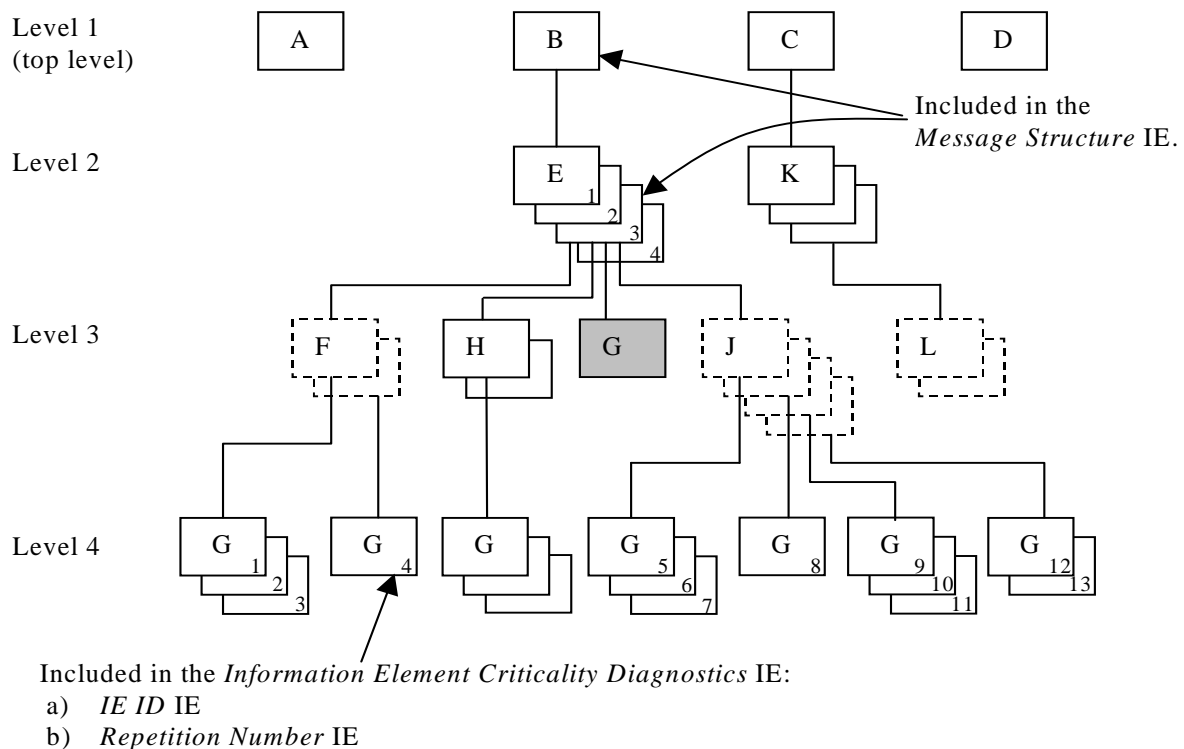 Level 1
(top level)
A
B
C
D
Included in the
Message Structure IE.
Level 2
E
1
2
3
4
K
Level 3
F
H
G
J
L
Level 4
G
1
2
3
G
4
G
G
5
6
7
G
8
G
9
10
11
G
12
13
Included in the Information Element Criticality Diagnostics IE:
a) IE ID IE
b) Repetition Number IE